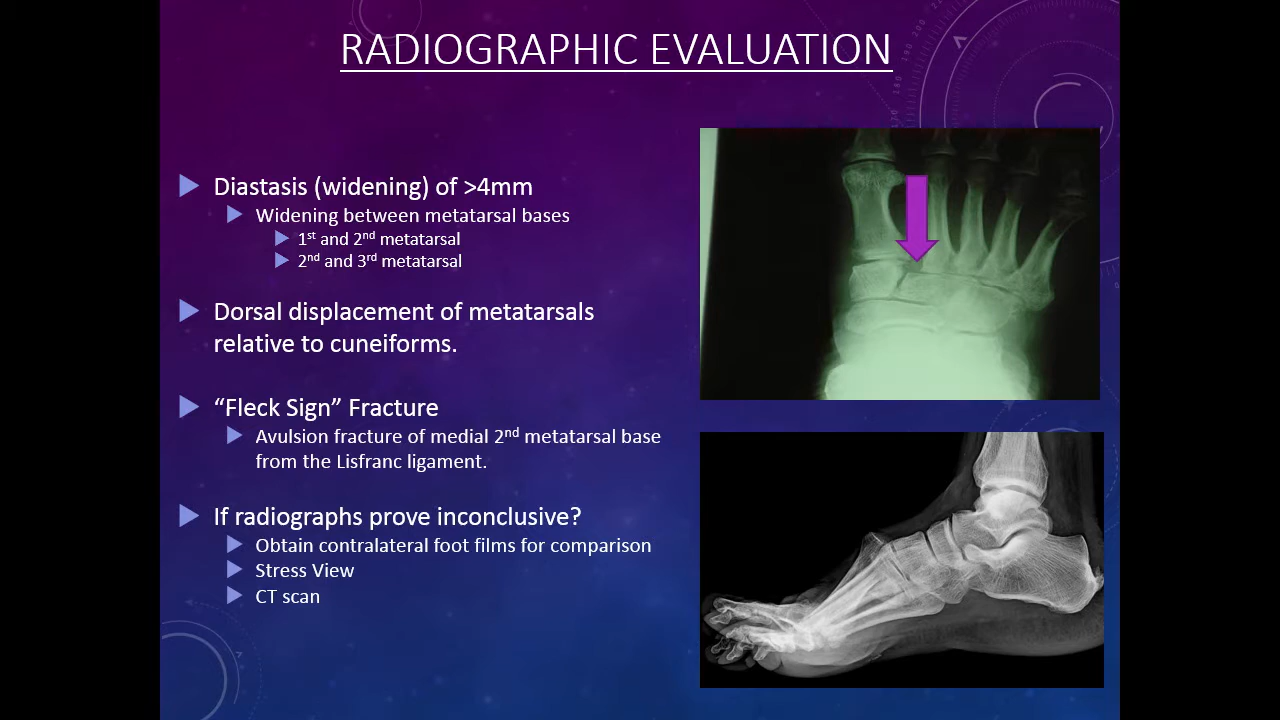 RADIOGRAPHIC EVALUATION
Diastasis (widening) of >4mm
Widening between metatarsal bases
1st and 2nd metatarsal
2nd and 3rd metatarsal
Dorsal displacement of metatarsals
relative to cuneiforms.
“Fleck Sign” Fracture
Avulsion fracture of medial 2nd metatarsal base
from the Lisfranc ligament.
If radiographs prove inconclusive?
Obtain contralateral foot films for comparison
Stress View
CT scan